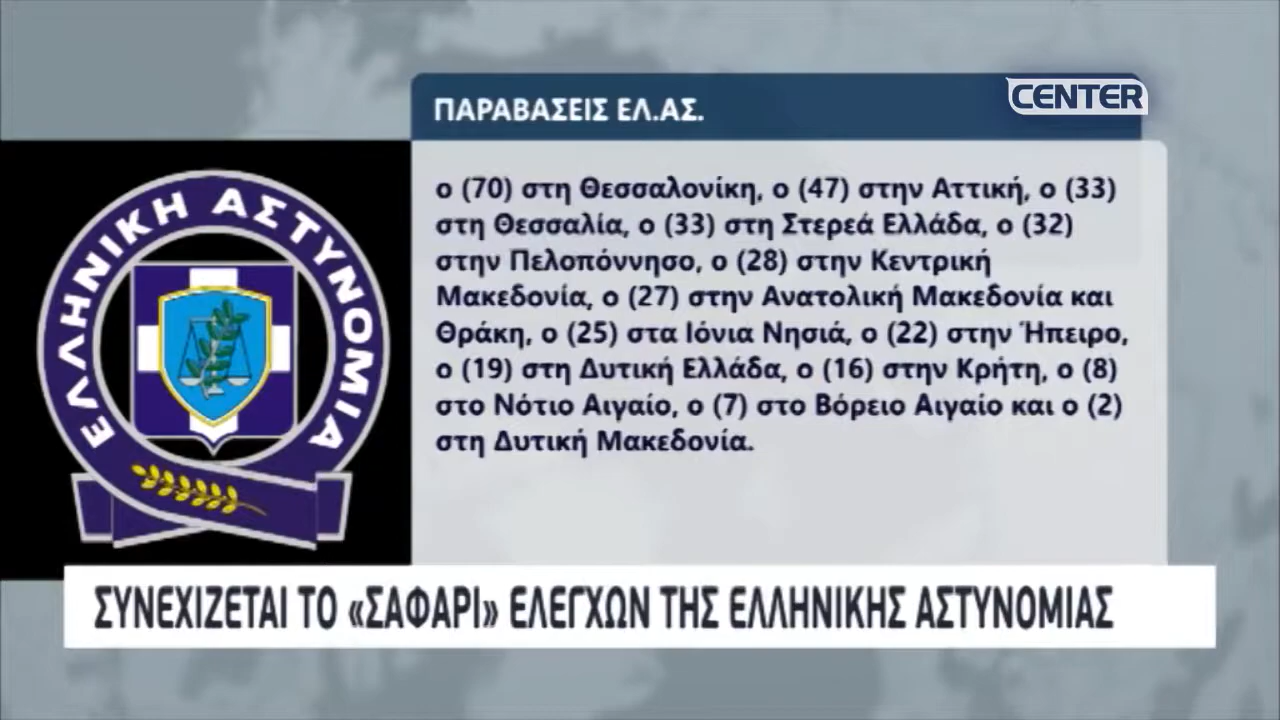 CENTER
ΠΑΡΑΒΑΣΕΙΣ ΕΛ.ΑΣ.
ΕΛΛΗΝΙΚΗ ΑΣΤΥΝΟΜΙΑ
o (70) στη Θεσσαλονίκη, o (47) στην Αττική, o (33)
στη Θεσσαλία, o (33) στη Στερεά Ελλάδα, o (32)
στην Πελοπόννησο, o (28) στην Κεντρική
Μακεδονία, o (27) στην Ανατολική Μακεδονία και
Θράκη, o (25) στα Ιόνια Νησιά, o (22) στην Ήπειρο,
o (19) στη Δυτική Ελλάδα, o (16) στην Κρήτη, o (8)
στο Νότιο Αιγαίο, o (7) στο Βόρειο Αιγαίο και o (2)
στη Δυτική Μακεδονία.
ΣΥΝΕΧΙΖΕΤΑΙ ΤΟ «ΣΑΦΑΡΙ» ΕΛΕΓΧΩΝ ΤΗΣ ΕΛΛΗΝΙΚΗΣ ΑΣΤΥΝΟΜΙΑΣ